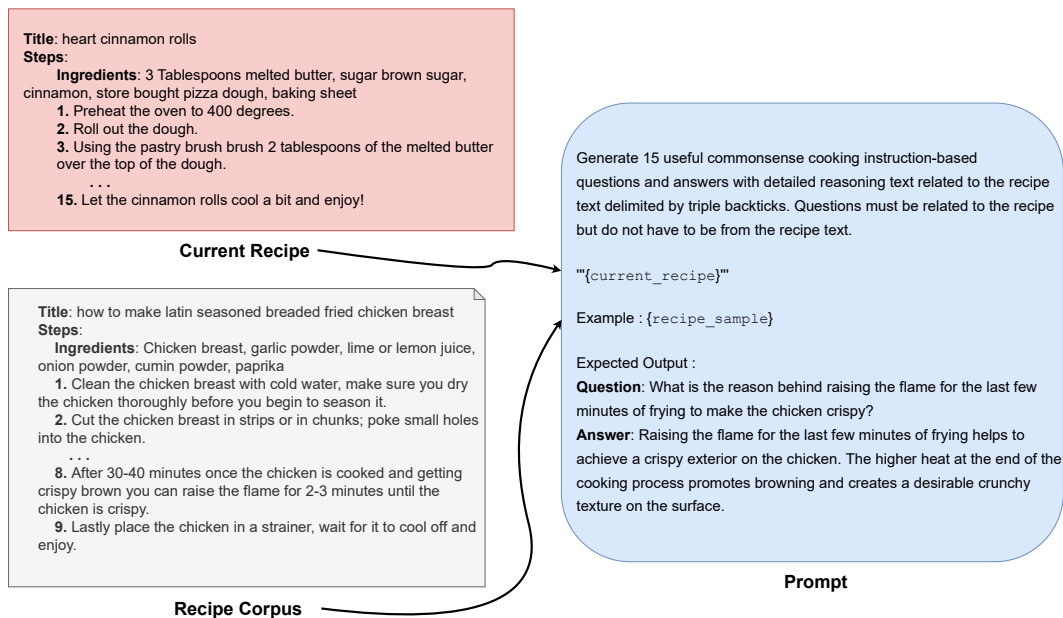 Title: heart cinnamon rolls
Steps:
Ingredients: 3 Tablespoons melted butter, sugar brown sugar,
cinnamon, store bought pizza dough, baking sheet
1. Preheat the oven to 400 degrees.
2. Roll out the dough.
3. Using the pastry brush brush 2 tablespoons of the melted butter
over the top of the dough.
. . .
15. Let the cinnamon rolls cool a bit and enjoy!
Current Recipe
Title: how to make latin seasoned breaded fried chicken breast
Steps:
Ingredients: Chicken breast, garlic powder, lime or lemon juice,
onion powder, cumin powder, paprika
1. Clean the chicken breast with cold water, make sure you dry
the chicken thoroughly before you begin to season it.
2. Cut the chicken breast in strips or in chunks; poke small holes
into the chicken.
. . .
8. After 30-40 minutes once the chicken is cooked and getting
crispy brown you can raise the flame for 2-3 minutes until the
chicken is crispy.
9. Lastly place the chicken in a strainer, wait for it to cool off and
enjoy.
Recipe Corpus
Generate 15 useful commonsense cooking instruction-based
questions and answers with detailed reasoning text related to the recipe
text delimited by triple backticks. Questions must be related to the recipe
but do not have to be from the recipe text.
'"{current_recipe}'"
Example : {recipe_sample}
Expected Output :
Question: What is the reason behind raising the flame for the last few
minutes of frying to make the chicken crispy?
Answer: Raising the flame for the last few minutes of frying helps to
achieve a crispy exterior on the chicken. The higher heat at the end of the
cooking process promotes browning and creates a desirable crunchy
texture on the surface.
Prompt